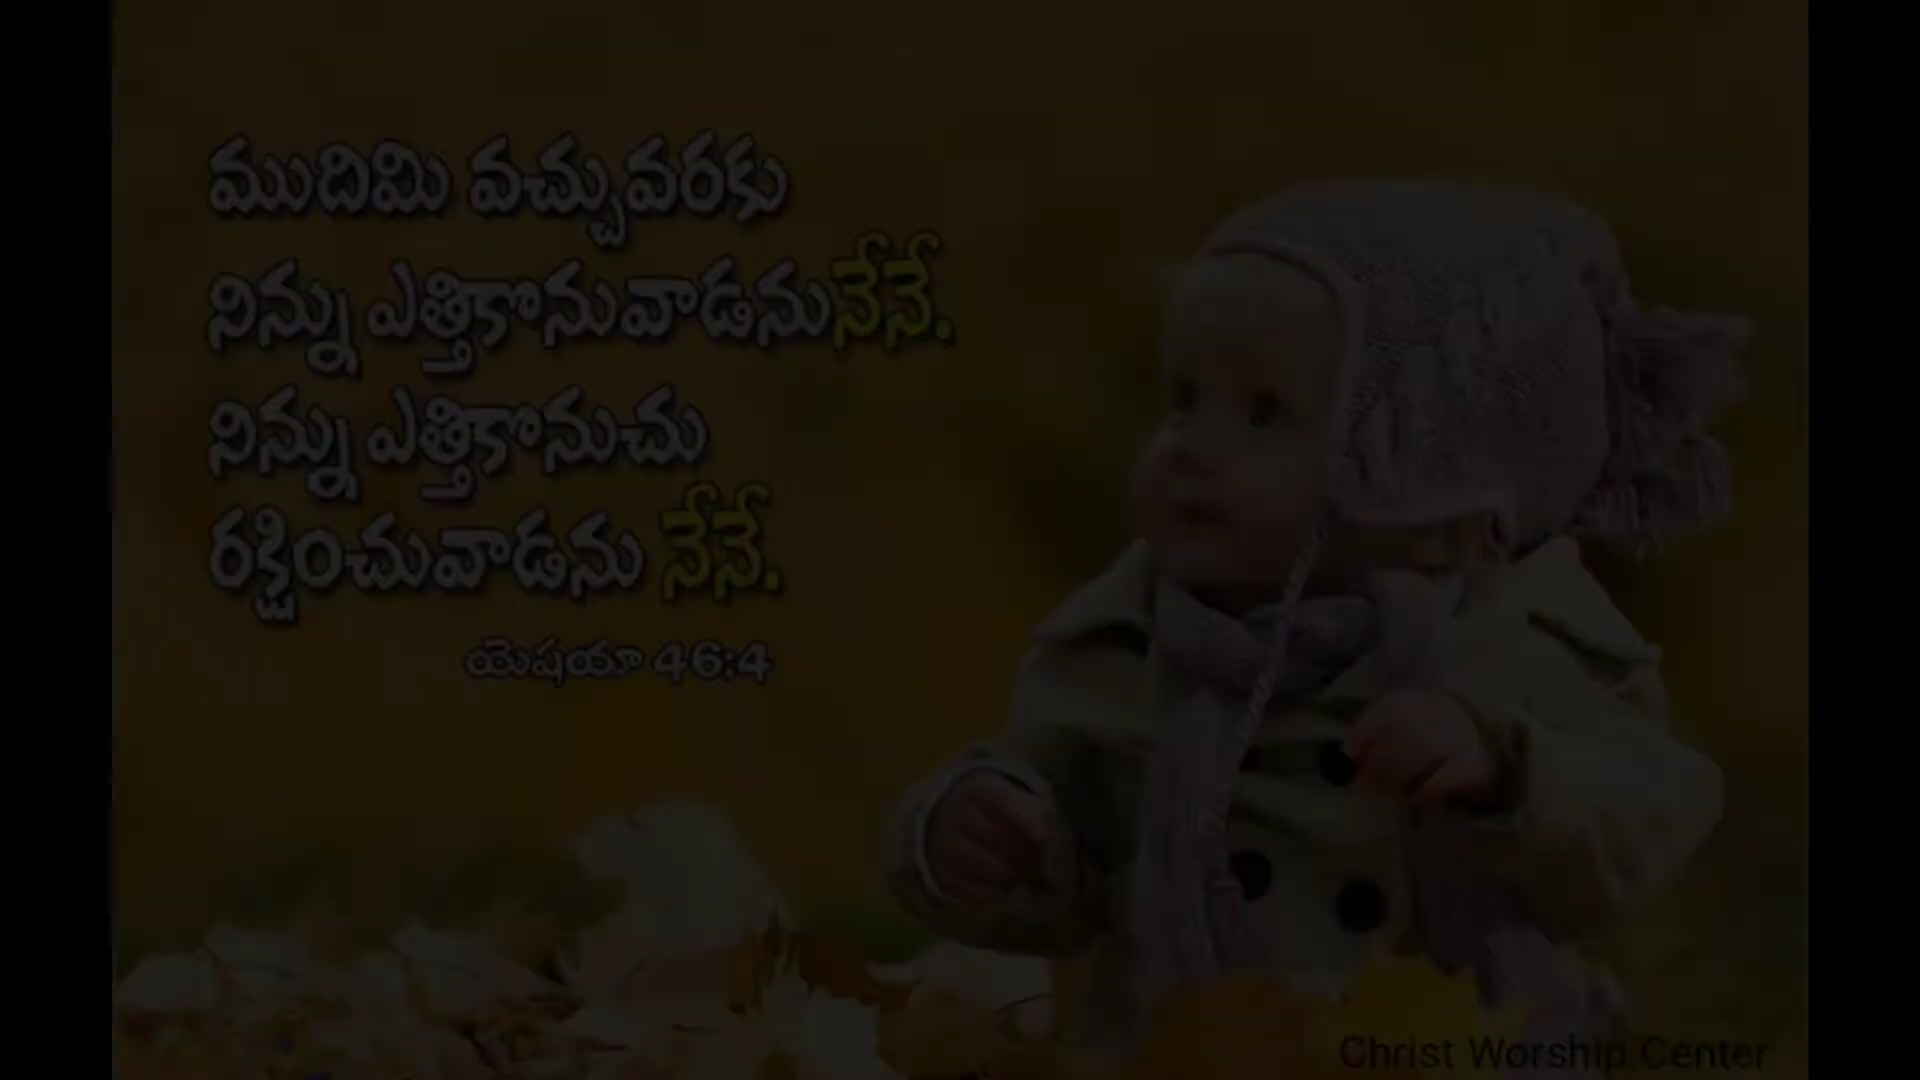 ముదిమి వచ్చువరకు
నిన్ను ఎత్తికొనువాడనునేనే.
నిన్ను ఎత్తికొనుచు
రక్షించువాడను నేనే.
యెషయా 46:4
Christ Worship Center